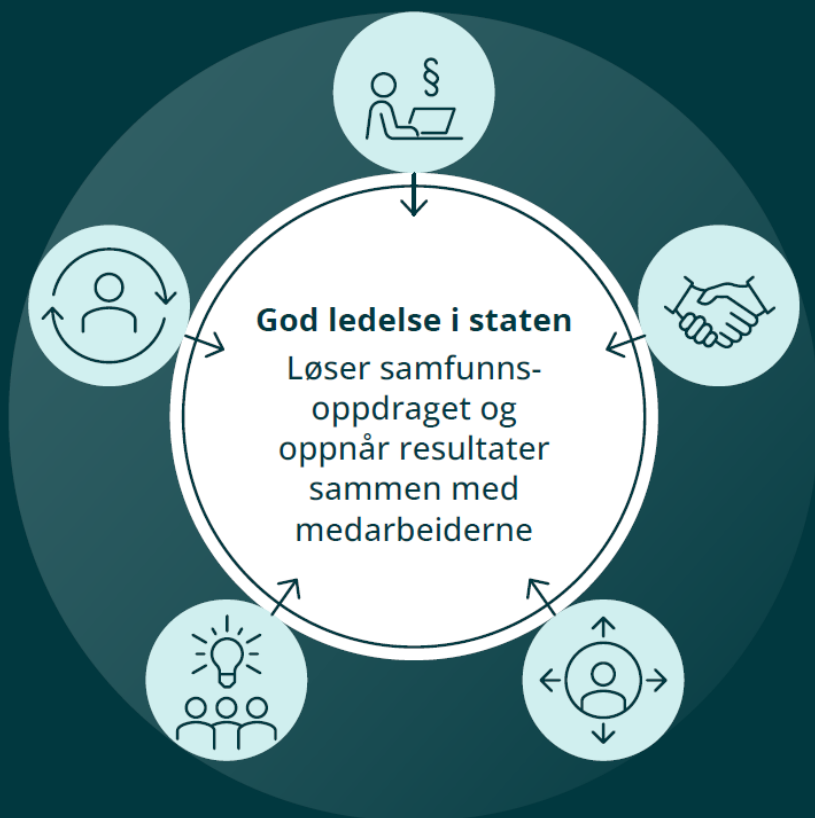 §
God ledelse i staten
Løser samfunns-
oppdraget og
oppnår resultater
sammen med
medarbeiderne